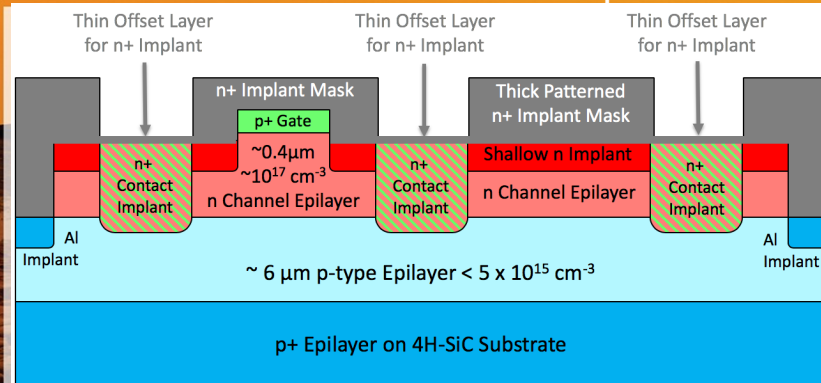 Thin Offset Layer
for n+ Implant
Thin Offset Layer
for n+ Implant
Thin Offset Layer
for n+ Implant
n+ Implant Mask
Thick Patterned
n+ Implant Mask
p+ Gate
~0.4μm
~10¹⁷ cm⁻³
n Channel Epilayer
n+
Contact
Implant
n+
Contact
Implant
Shallow n Implant
n Channel Epilayer
n+
Contact
Implant
Al
Implant
Al
Implant
~ 6 μm p-type Epilayer < 5 x 10¹⁵ cm⁻³
p+ Epilayer on 4H-SiC Substrate